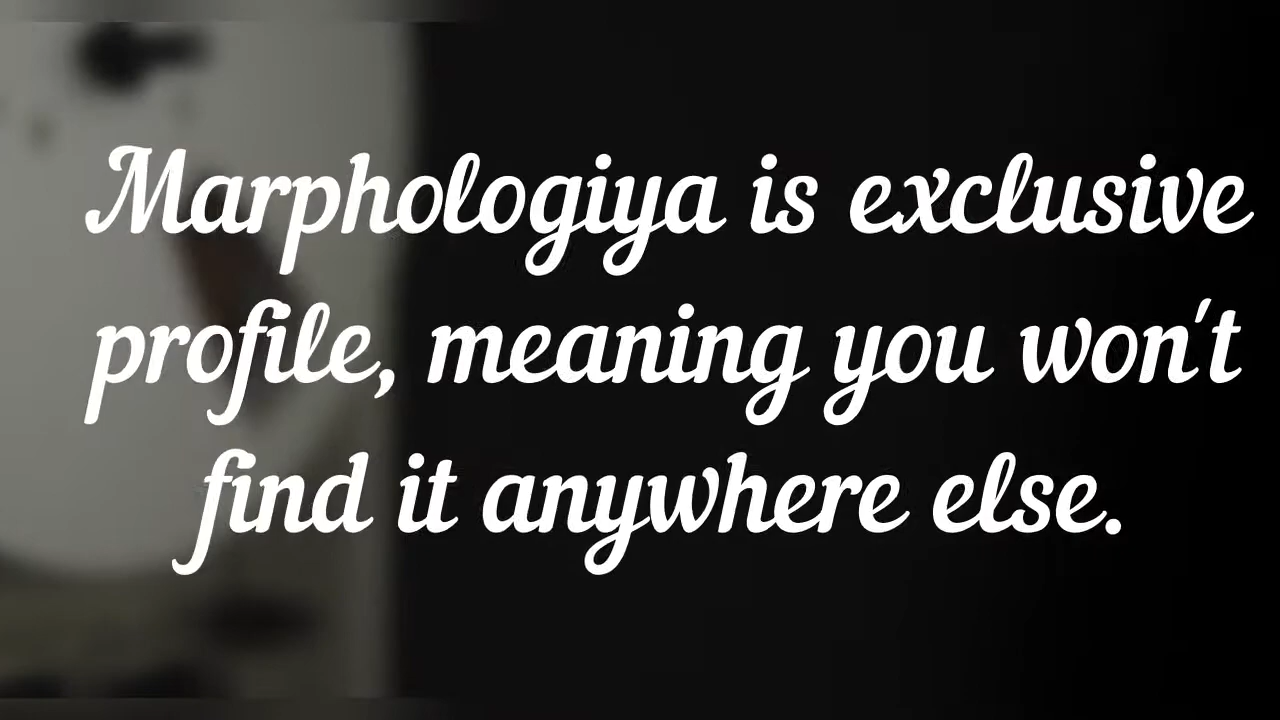 Marphologiya is exclusive
profile, meaning you won't
find it anywhere else.